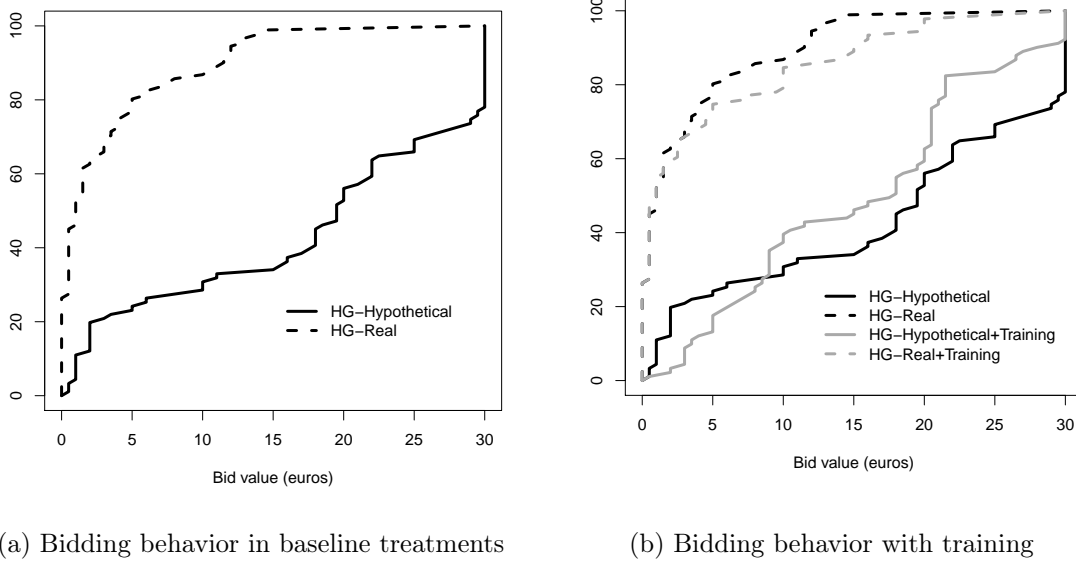 100
80
60
40
20
0
HG−Hypothetical
HG−Real
0 5 10 15 20 25 30
Bid value (euros)
(a) Bidding behavior in baseline treatments
100
80
60
40
20
0
HG−Hypothetical
HG−Real
HG−Hypothetical+Training
HG−Real+Training
0 5 10 15 20 25 30
Bid value (euros)
(b) Bidding behavior with training